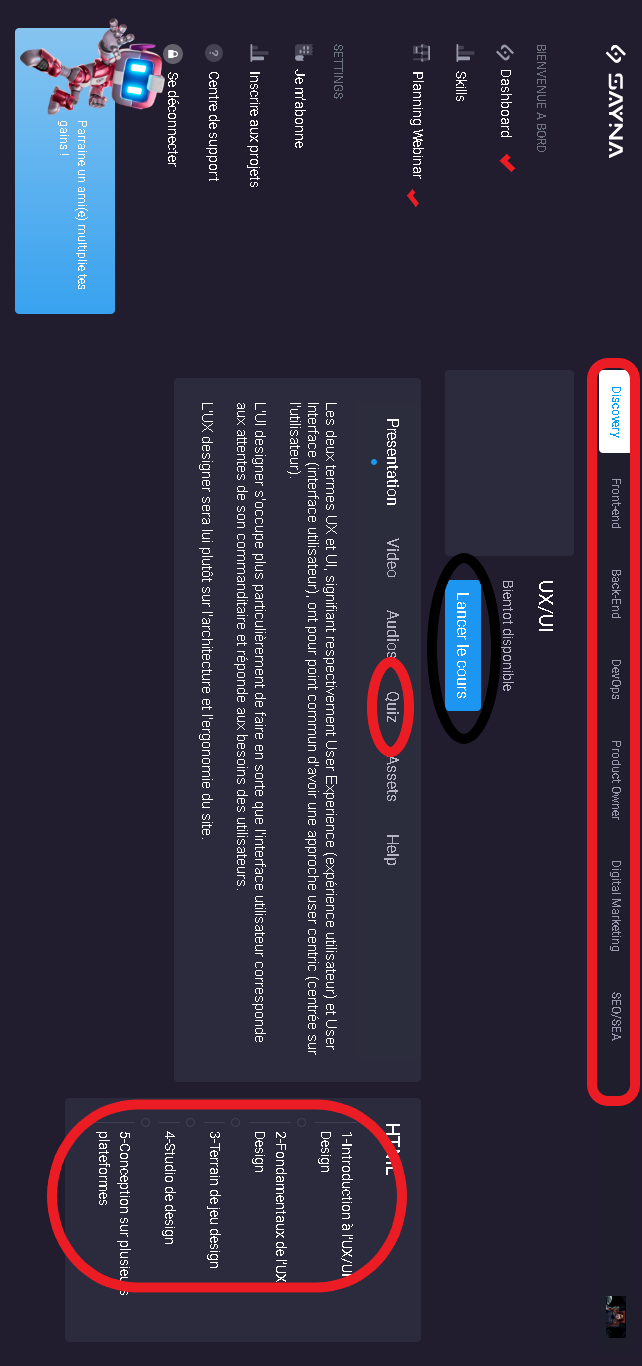 SAYNA
Discovery
Front-end
Back-End
DevOps
Product Owner
Digital Marketing
SEO/SEA
BIENVENUE A BORD
Dashboard
Skills
Planning Webinar
SETTINGS
Je m'abonne
Inscrire aux projets
Centre de support
Se déconnecter
Parraine un ami(e) multiplie tes
gains !
UX/UI
Bientot disponible
Lancer le cours
Presentation
Video
Audios
Quiz
Assets
Help
Les deux termes UX et UI, signifiant respectivement User Experience (expérience utilisateur) et User
Interface (interface utilisateur), ont pour point commun d'avoir une approche user centric (centrée sur
l'utilisateur).
L'UI designer s'occupe plus particulièrement de faire en sorte que l'interface utilisateur corresponde
aux attentes de son commanditaire et réponde aux besoins des utilisateurs.
L'UX designer sera lui plutôt sur l'architecture et l'ergonomie du site.
HTML
1-Introduction à l'UX/UI
Design
2-Fondamentaux de l'UX
Design
3-Terrain de jeu design
4-Studio de design
5-Conception sur plusieurs
plateformes